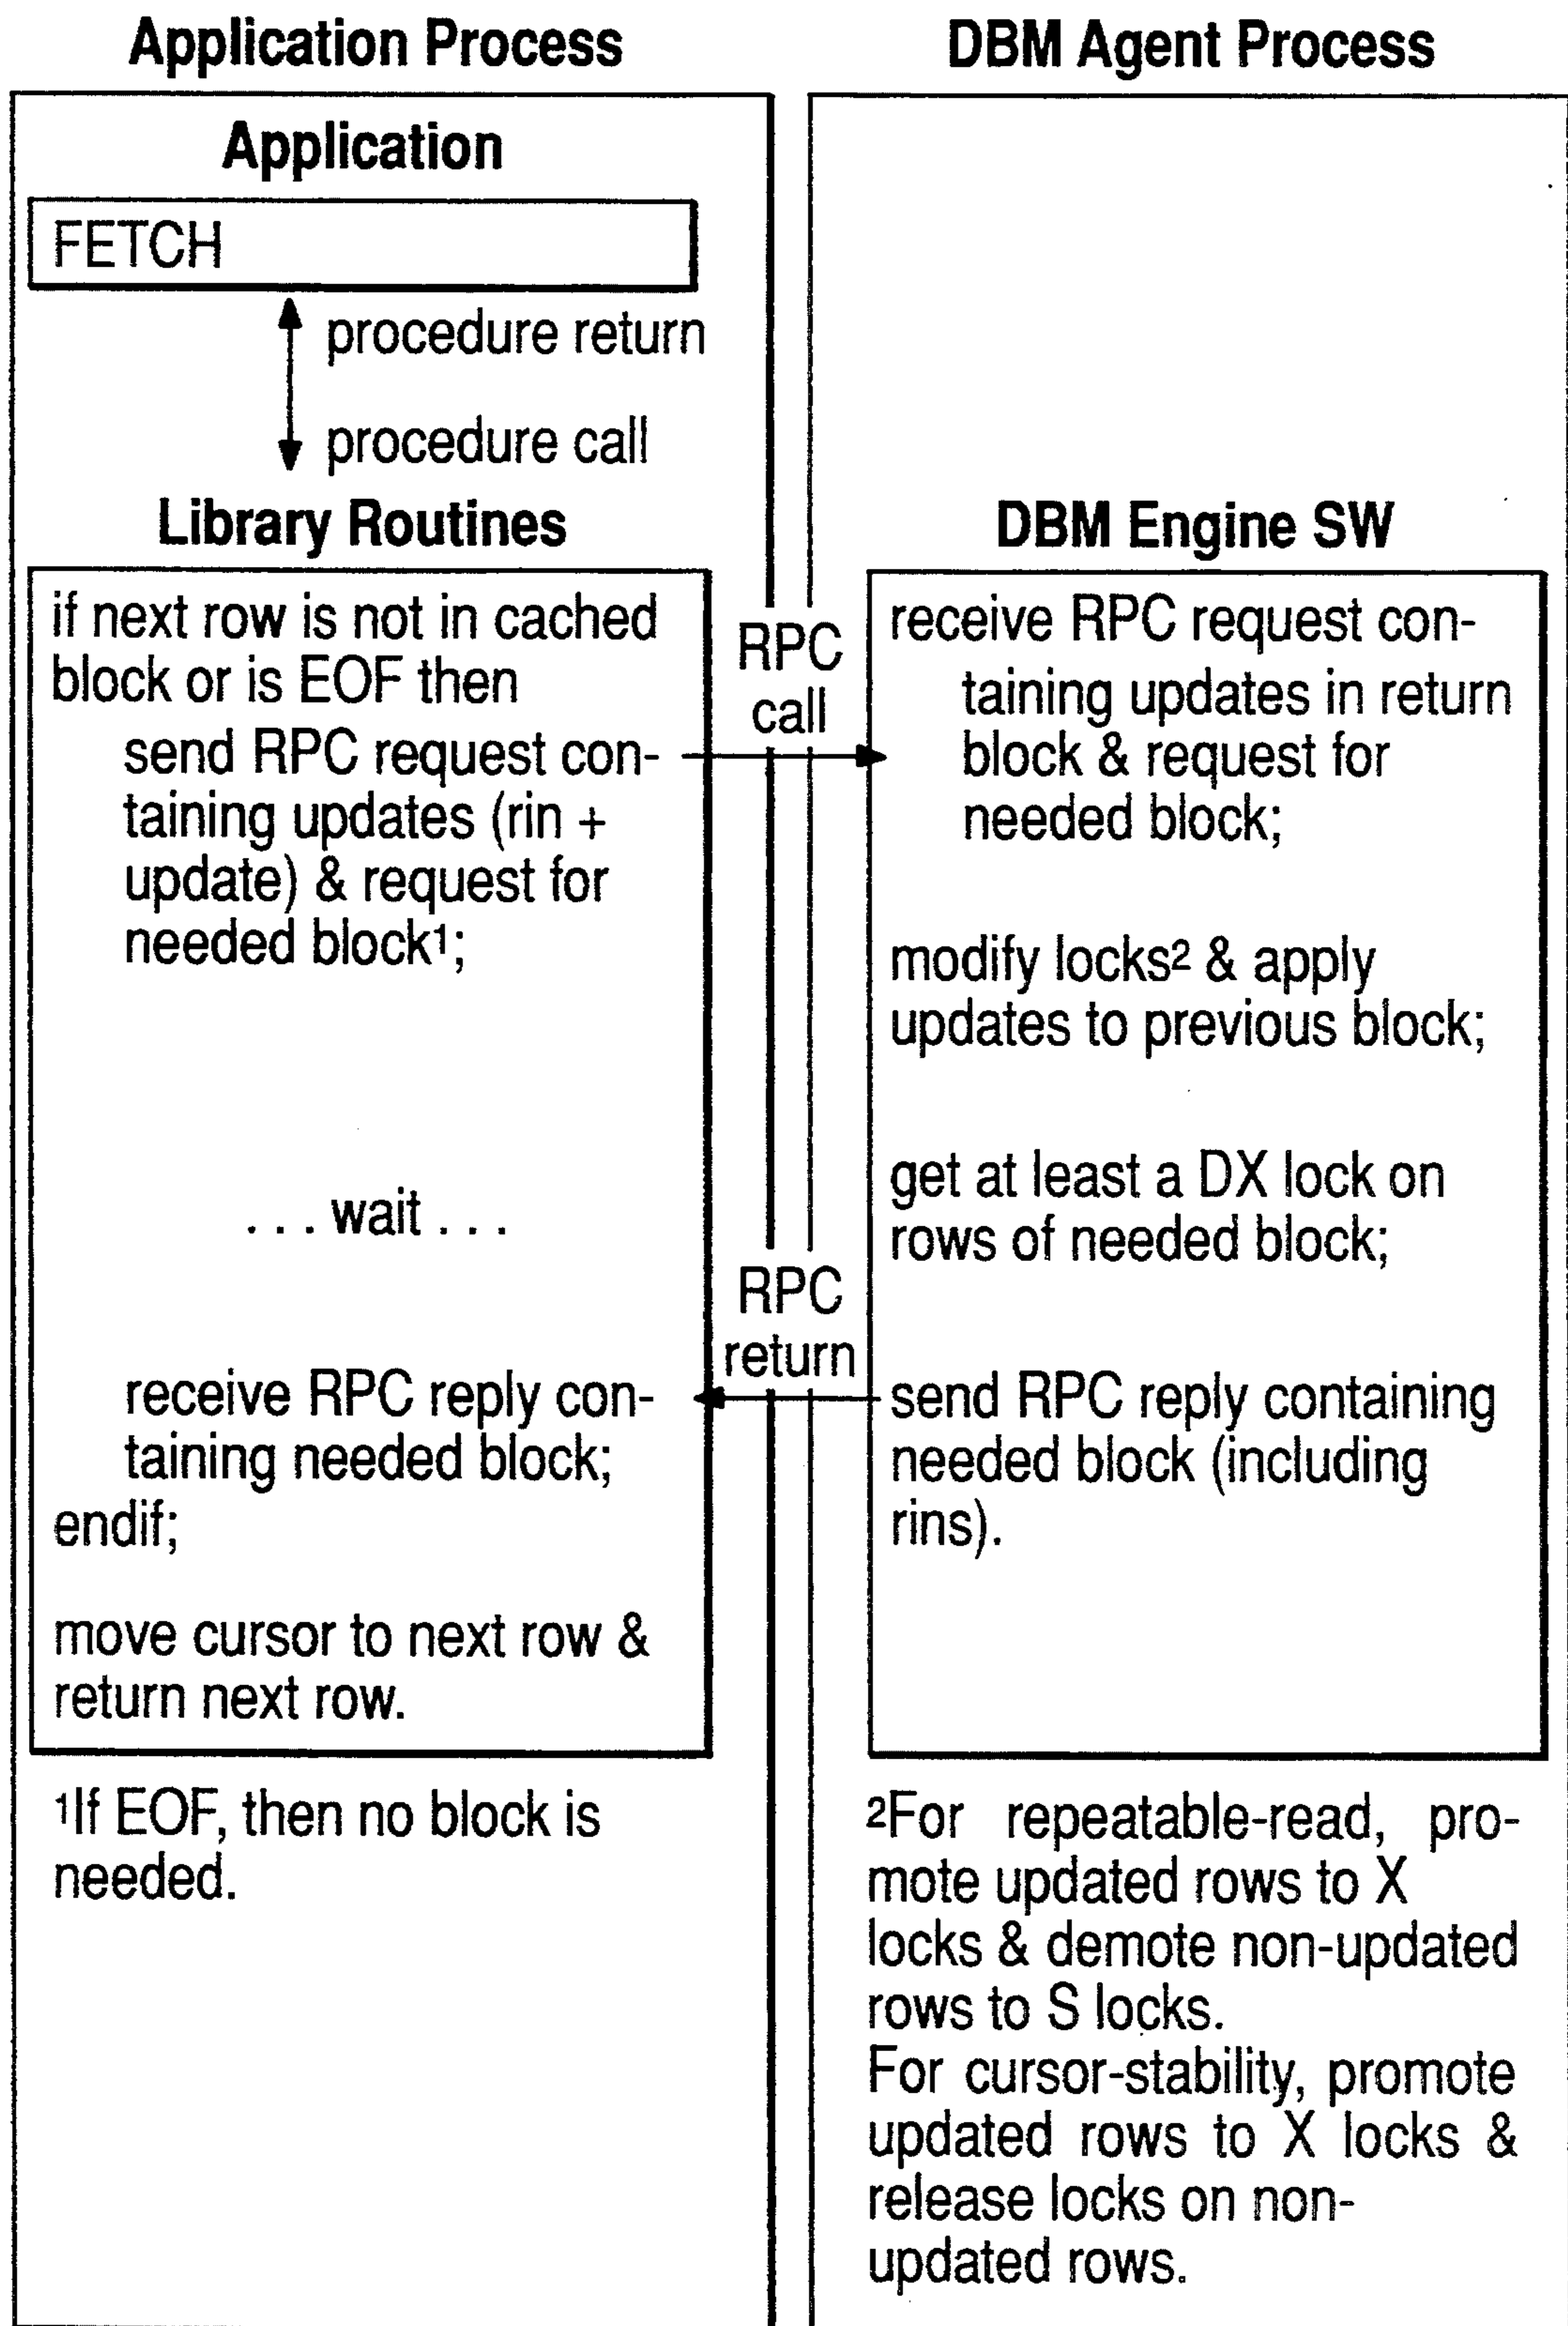 Application Process
DBM Agent Process
Application
FETCH
procedure return
procedure call
Library Routines
if next row is not in cached
block or is EOF then
send RPC request con-
taining updates (rin +
update) & request for
needed block¹;
. . . wait . . .
receive RPC reply con-
taining needed block;
endif;
move cursor to next row &
return next row.
¹If EOF, then no block is
needed.
RPC
call
RPC
return
DBM Engine SW
receive RPC request con-
taining updates in return
block & request for
needed block;
modify locks² & apply
updates to previous block;
get at least a DX lock on
rows of needed block;
send RPC reply containing
needed block (including
rins).
²For repeatable-read, pro-
mote updated rows to X
locks & demote non-updated
rows to S locks.
For cursor-stability, promote
updated rows to X locks &
release locks on non-
updated rows.